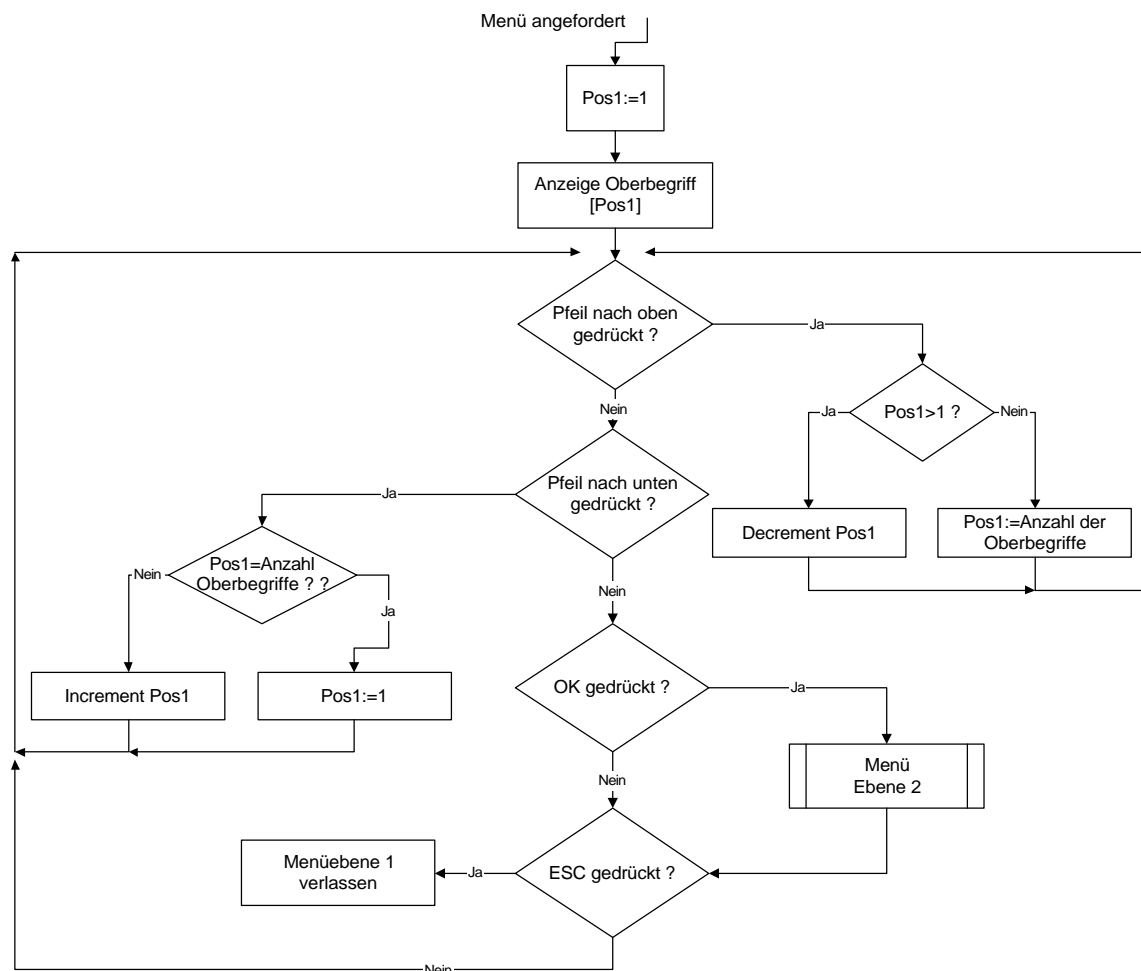 Menü angefordert
Pos1:=1
Anzeige Oberbegriff
[Pos1]
Pfeil nach oben
gedrückt ?
Ja
Pos1>1 ?
Ja
Nein
Nein
Pfeil nach unten
gedrückt ?
Ja
Decrement Pos1
Pos1:=Anzahl der
Oberbegriffe
Pos1=Anzahl
Oberbegriffe ? ?
Nein
Ja
Nein
Increment Pos1
Pos1:=1
OK gedrückt ?
Ja
Nein
Menü
Ebene 2
Menüebene 1
verlassen
Ja
ESC gedrückt ?
Nein